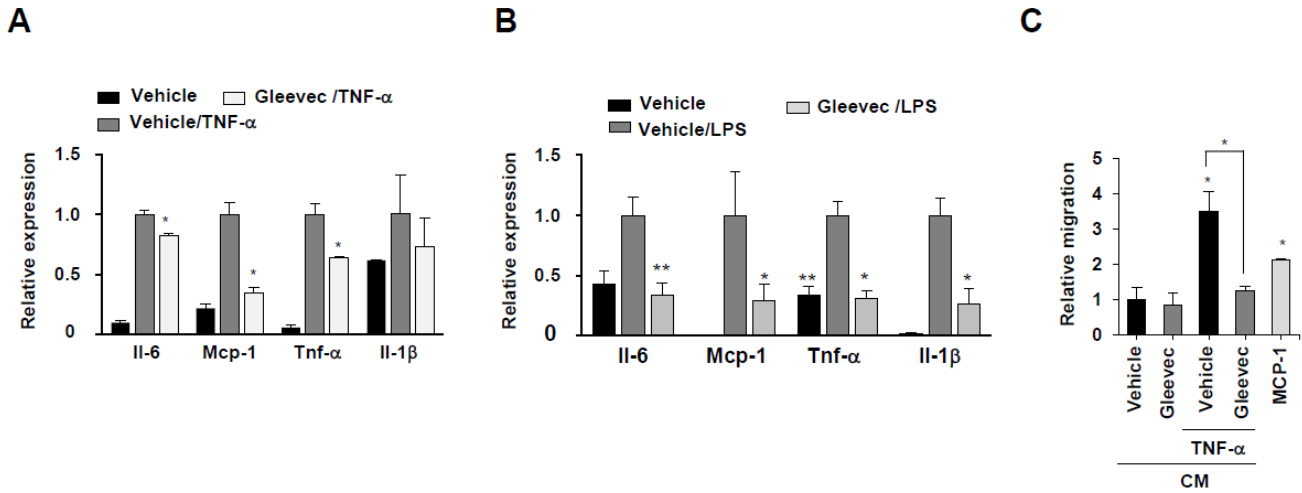 A
Vehicle
Gleevec /TNF-α
Vehicle/TNF-α
Relative expression
1.5
1.0
0.5
0
*
*
*
Il-6
Mcp-1
Tnf-α
Il-1β
B
Vehicle
Gleevec /LPS
Vehicle/LPS
Relative expression
1.5
1.0
0.5
0
**
*
**
*
*
Il-6
Mcp-1
Tnf-α
Il-1β
C
Relative migration
5
4
3
2
1
0
*
*
*
Vehicle
Gleevec
Vehicle
Gleevec
MCP-1
TNF-α
CM